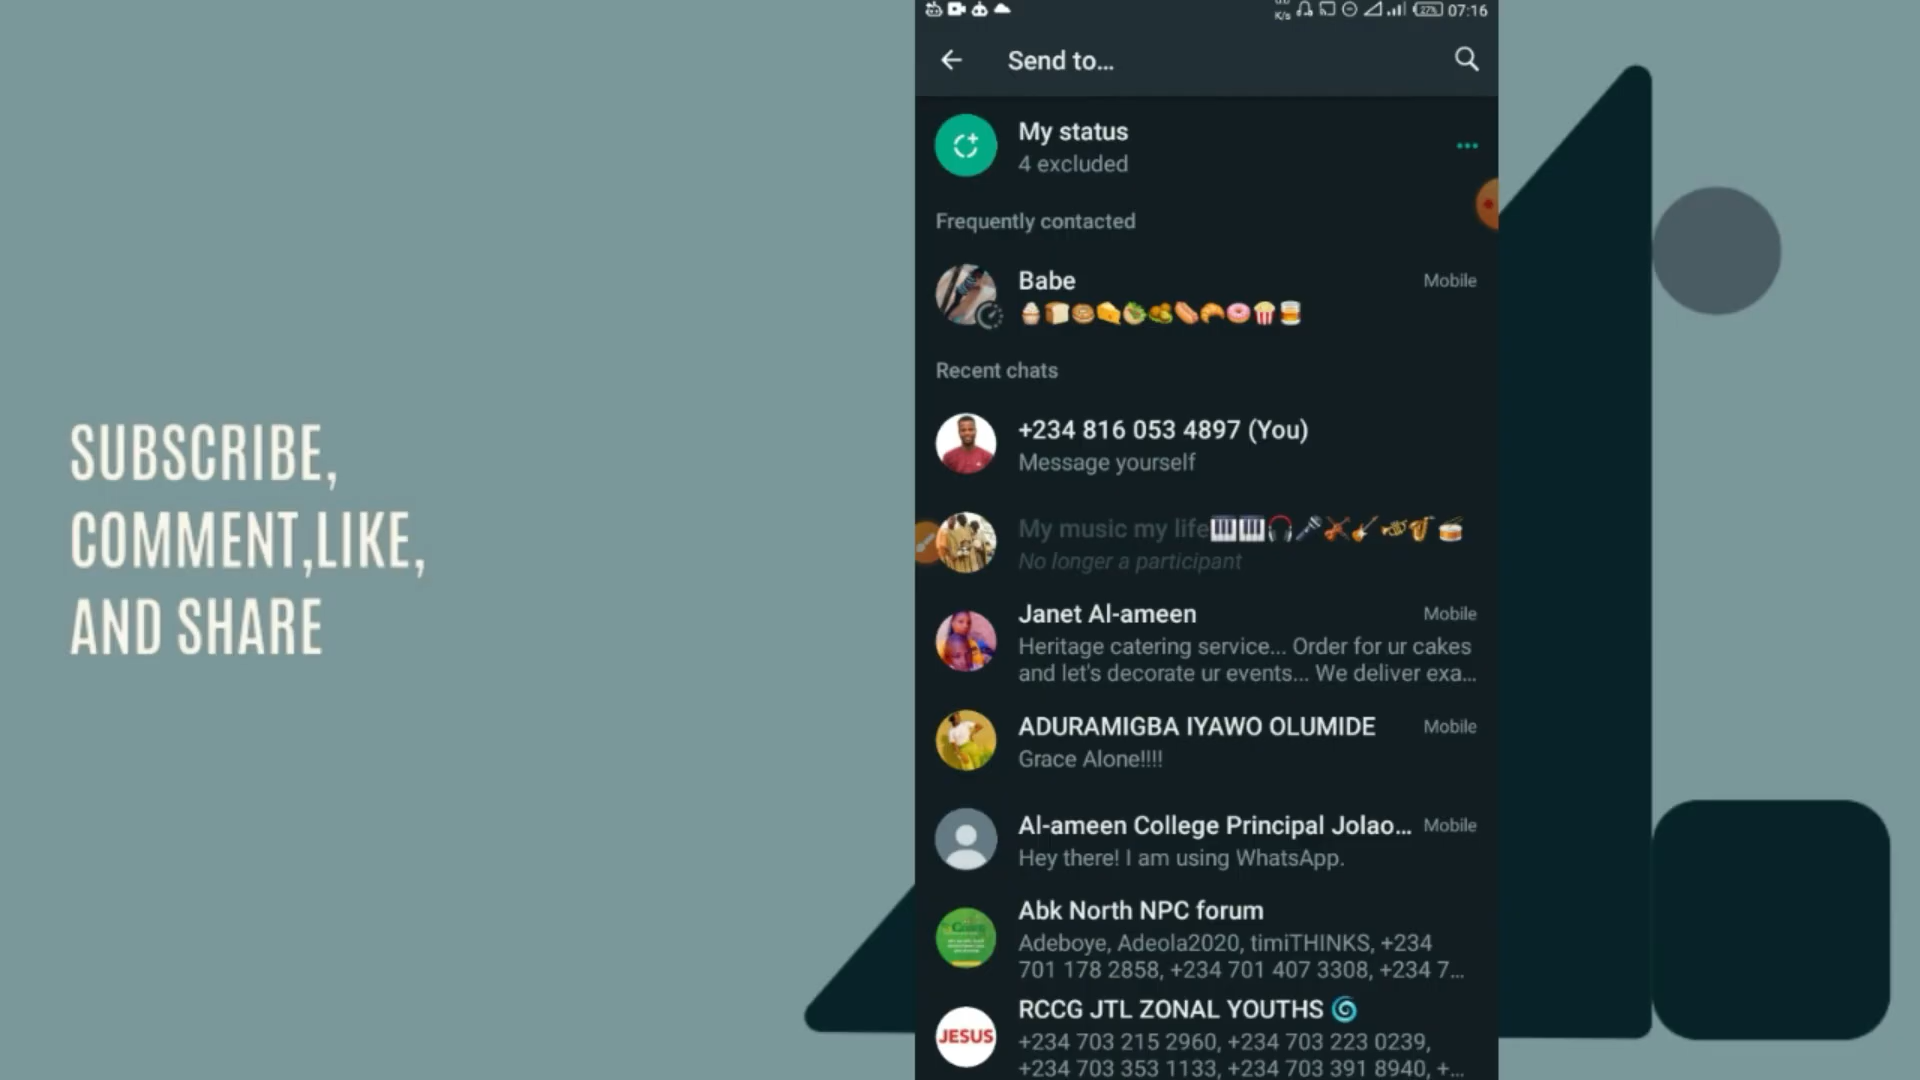 SUBSCRIBE,
COMMENT,LIKE,
AND SHARE
K/s 27% 07:16
Send to...
My status
4 excluded
Frequently contacted
Babe Mobile
Recent chats
+234 816 053 4897 (You)
Message yourself
My music my life
No longer a participant
Janet Al-ameen Mobile
Heritage catering service... Order for ur cakes
and let's decorate ur events... We deliver exa...
ADURAMIGBA IYAWO OLUMIDE Mobile
Grace Alone!!!!
Al-ameen College Principal Jolao... Mobile
Hey there! I am using WhatsApp.
Abk North NPC forum
Adeboye, Adeola2020, timiTHINKS, +234
701 178 2858, +234 701 407 3308, +234 7...
RCCG JTL ZONAL YOUTHS
JESUS
+234 703 215 2960, +234 703 223 0239,
+234 703 353 1133, +234 703 391 8940, +...